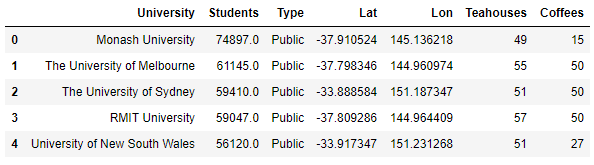 University Students Type Lat Lon Teahouses Coffees
0 Monash University 74897.0 Public -37.910524 145.136218 49 15
1 The University of Melbourne 61145.0 Public -37.798346 144.960974 55 50
2 The University of Sydney 59410.0 Public -33.888584 151.187347 51 50
3 RMIT University 59047.0 Public -37.809286 144.964409 57 50
4 University of New South Wales 56120.0 Public -33.917347 151.231268 51 27